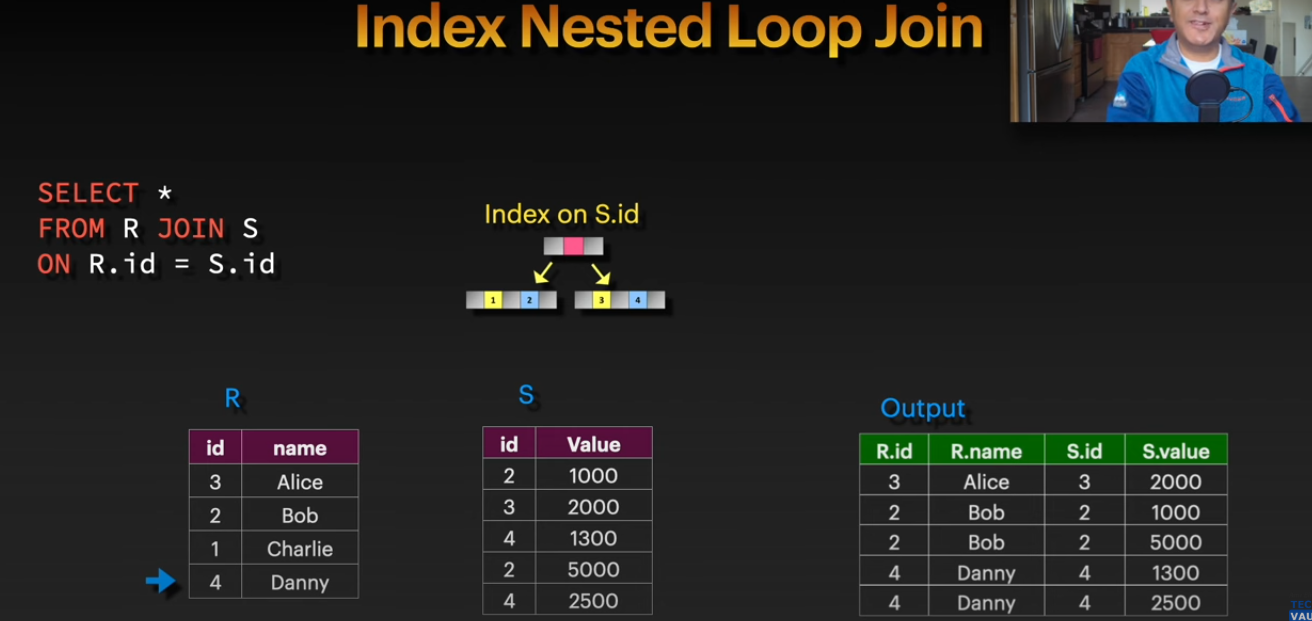 Index Nested Loop Join
SELECT *
FROM R JOIN S
ON R.id = S.id
Index on S.id
1 2 3 4
R
id name
3 Alice
2 Bob
1 Charlie
4 Danny
S
id Value
2 1000
3 2000
4 1300
2 5000
4 2500
Output
R.id R.name S.id S.value
3 Alice 3 2000
2 Bob 2 1000
2 Bob 2 5000
4 Danny 4 1300
4 Danny 4 2500